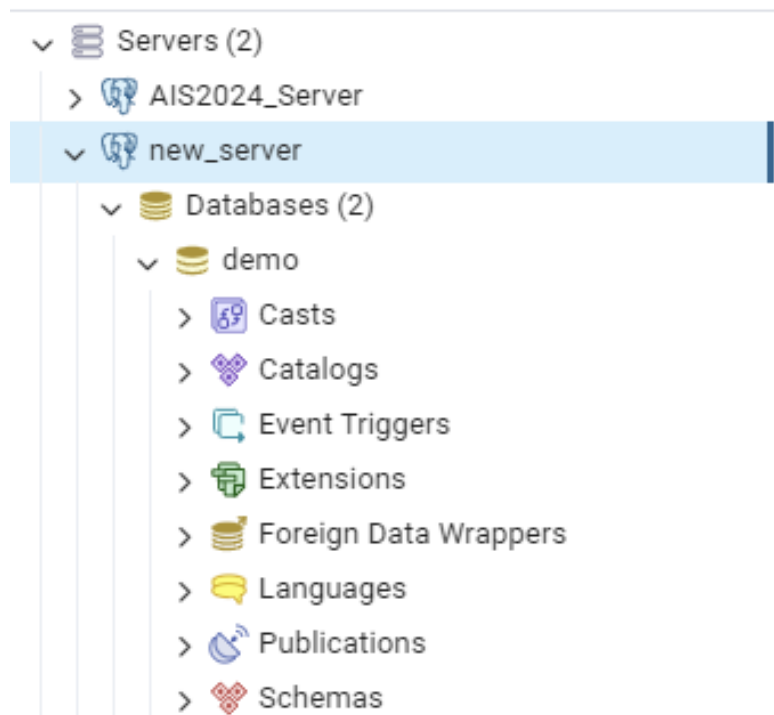 Servers (2)
AIS2024_Server
new_server
Databases (2)
demo
Casts
Catalogs
Event Triggers
Extensions
Foreign Data Wrappers
Languages
Publications
Schemas